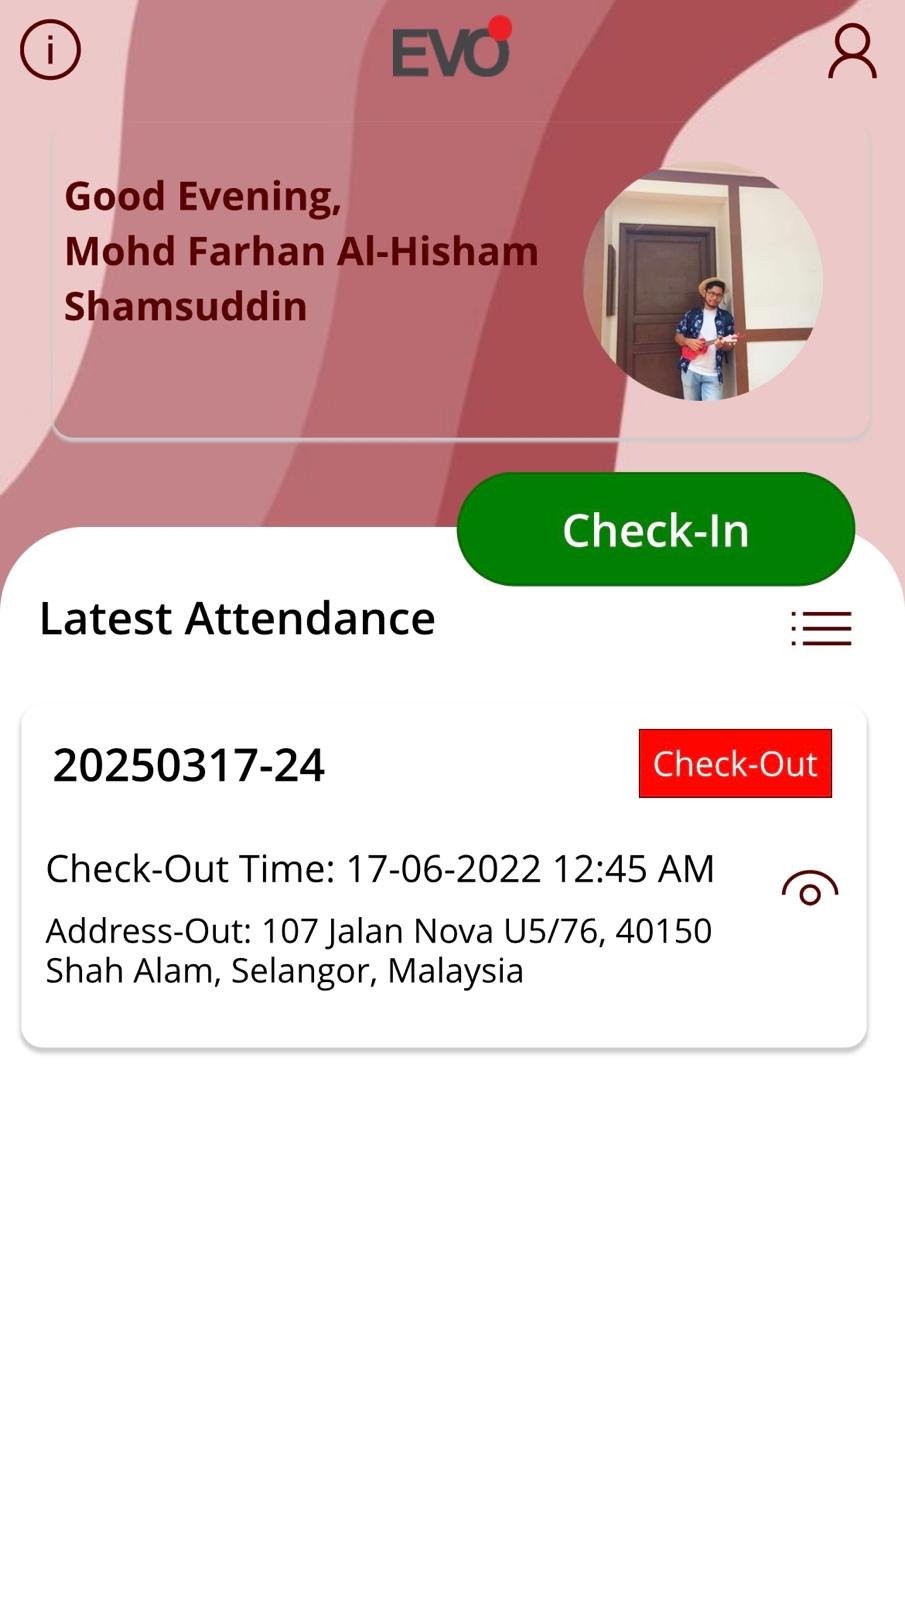 i
EVO
Good Evening,
Mohd Farhan Al-Hisham
Shamsuddin
Check-In
Latest Attendance
20250317-24
Check-Out
Check-Out Time: 17-06-2022 12:45 AM
Address-Out: 107 Jalan Nova U5/76, 40150
Shah Alam, Selangor, Malaysia